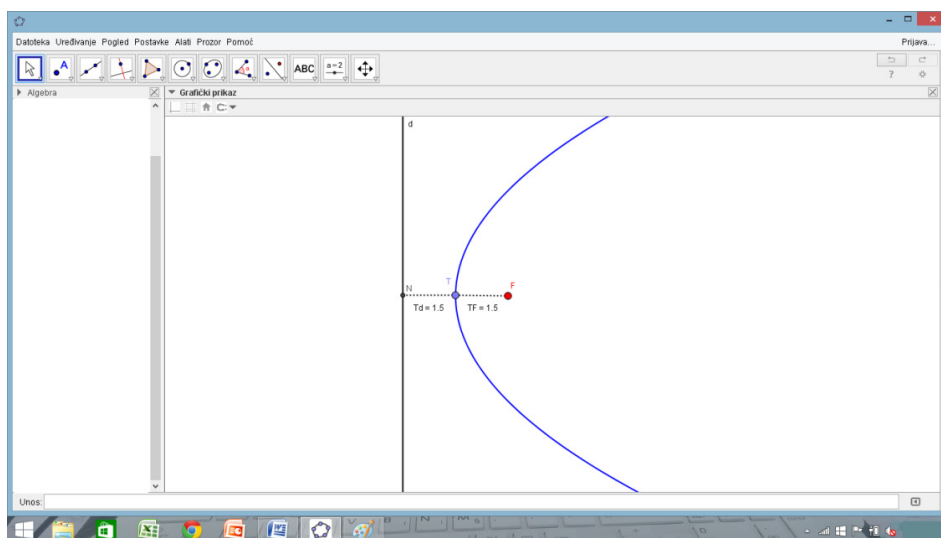 Datoteka Uređivanje Pogled Postavke Alati Prozor Pomoć
Prijava...
A
ABC
a=2
?
Algebra
Grafički prikaz
d
N
T
F
Td = 1.5
TF = 1.5
Unos: